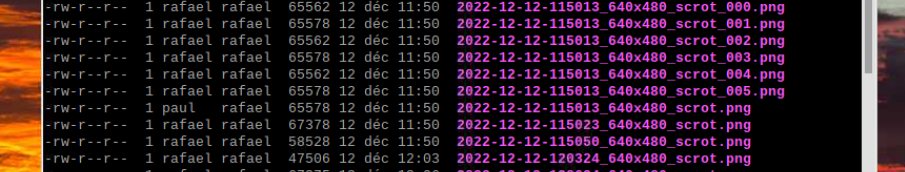 -rw-r--r-- 1 rafael rafael 65562 12 déc 11:50 2022-12-12-115013_640x480_scrot_000.png
-rw-r--r-- 1 rafael rafael 65578 12 déc 11:50 2022-12-12-115013_640x480_scrot_001.png
-rw-r--r-- 1 rafael rafael 65562 12 déc 11:50 2022-12-12-115013_640x480_scrot_002.png
-rw-r--r-- 1 rafael rafael 65578 12 déc 11:50 2022-12-12-115013_640x480_scrot_003.png
-rw-r--r-- 1 rafael rafael 65562 12 déc 11:50 2022-12-12-115013_640x480_scrot_004.png
-rw-r--r-- 1 rafael rafael 65578 12 déc 11:50 2022-12-12-115013_640x480_scrot_005.png
-rw-r--r-- 1 paul rafael 65578 12 déc 11:50 2022-12-12-115013_640x480_scrot.png
-rw-r--r-- 1 rafael rafael 67378 12 déc 11:50 2022-12-12-115023_640x480_scrot.png
-rw-r--r-- 1 rafael rafael 58528 12 déc 11:50 2022-12-12-115050_640x480_scrot.png
-rw-r--r-- 1 rafael rafael 47506 12 déc 12:03 2022-12-12-120324_640x480_scrot.png